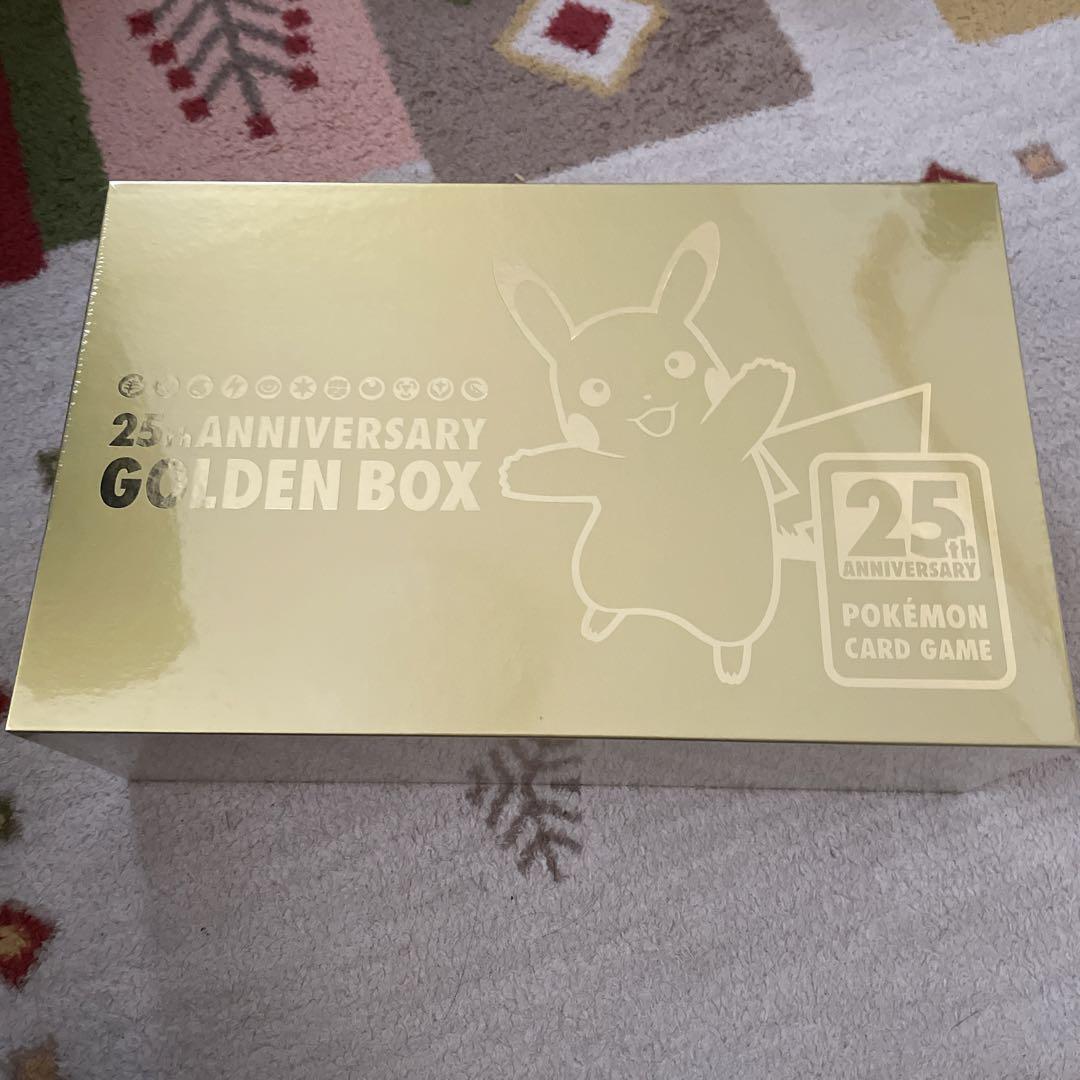 25th ANNIVERSARY
GOLDEN BOX
25th
ANNIVERSARY
POKÉMON
CARD GAME